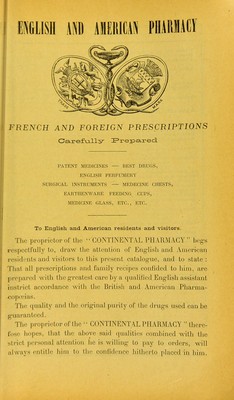 ENGLISH AND AMERICAN PHARMACY
FRENCH AND FOREIGN PRESCRIPTIONS
Carefully Prepared
PATENT MEDICINES — BEST DRUGS,
ENGLISH PERFUMERY
SURGICAL INSTRUMENTS — MEDICINE CHESTS,
EARTHENWARE FEEDING CUPS,
MEDICINE GLASS, ETC., ETC.
To English and American residents and visitors.
The proprietor of the "CONTINENTAL PHARMACY" begs
respectfully to, draw the attention of English and American
residents and visitors to this present catalogue, and to state:
That all prescriptions and family recipes confided to him, are
prepared with the greatest care by a qualified English assistant
instrict accordance with the British and American Pharma-
copœias.
The quality and the original purity of the drugs used can be
guaranteed.
The proprietor of the "CONTINENTAL PHARMACY" there-
fore hopes, that the above said qualities combined with the
strict personal attention he is willing to pay to orders, will
always entitle him to the confidence hitherto placed in him.